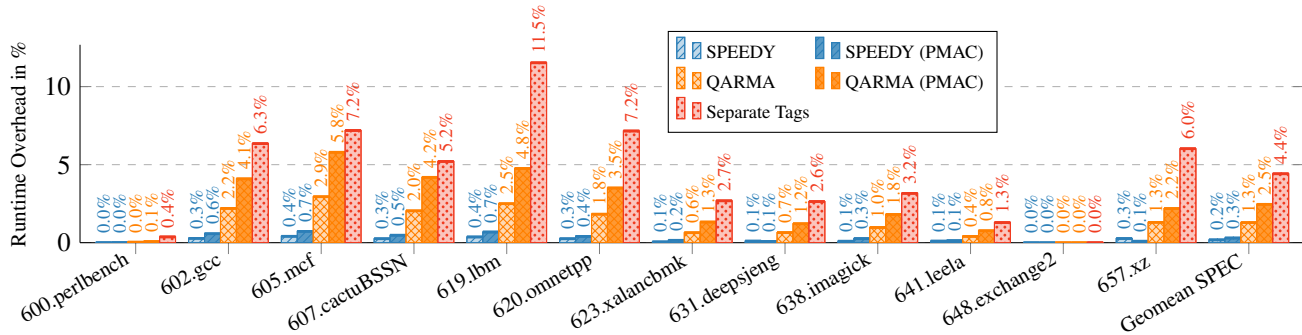 Runtime Overhead in %
10
5
0
SPEEDY
SPEEDY (PMAC)
QARMA
QARMA (PMAC)
Separate Tags
0.0% 0.0% 0.0% 0.1% 0.4%
0.3% 0.6% 2.2% 4.1% 6.3%
0.4% 0.7% 2.9% 5.8% 7.2%
0.3% 0.5% 2.0% 4.2% 5.2%
0.4% 0.7% 2.5% 4.8% 11.5%
0.3% 0.4% 1.8% 3.5% 7.2%
0.1% 0.2% 0.6% 1.3% 2.7%
0.1% 0.1% 0.7% 1.2% 2.6%
0.1% 0.3% 1.0% 1.8% 3.2%
0.1% 0.1% 0.4% 0.8% 1.3%
0.0% 0.0% 0.0% 0.0% 0.0%
0.3% 0.1% 1.3% 2.2% 6.0%
0.2% 0.3% 1.3% 2.5% 4.4%
600.perlbench
602.gcc
605.mcf
607.cactuBSSN
619.lbm
620.omnetpp
623.xalancbmk
631.deepsjeng
638.imagick
641.leela
648.exchange2
657.xz
Geomean SPEC